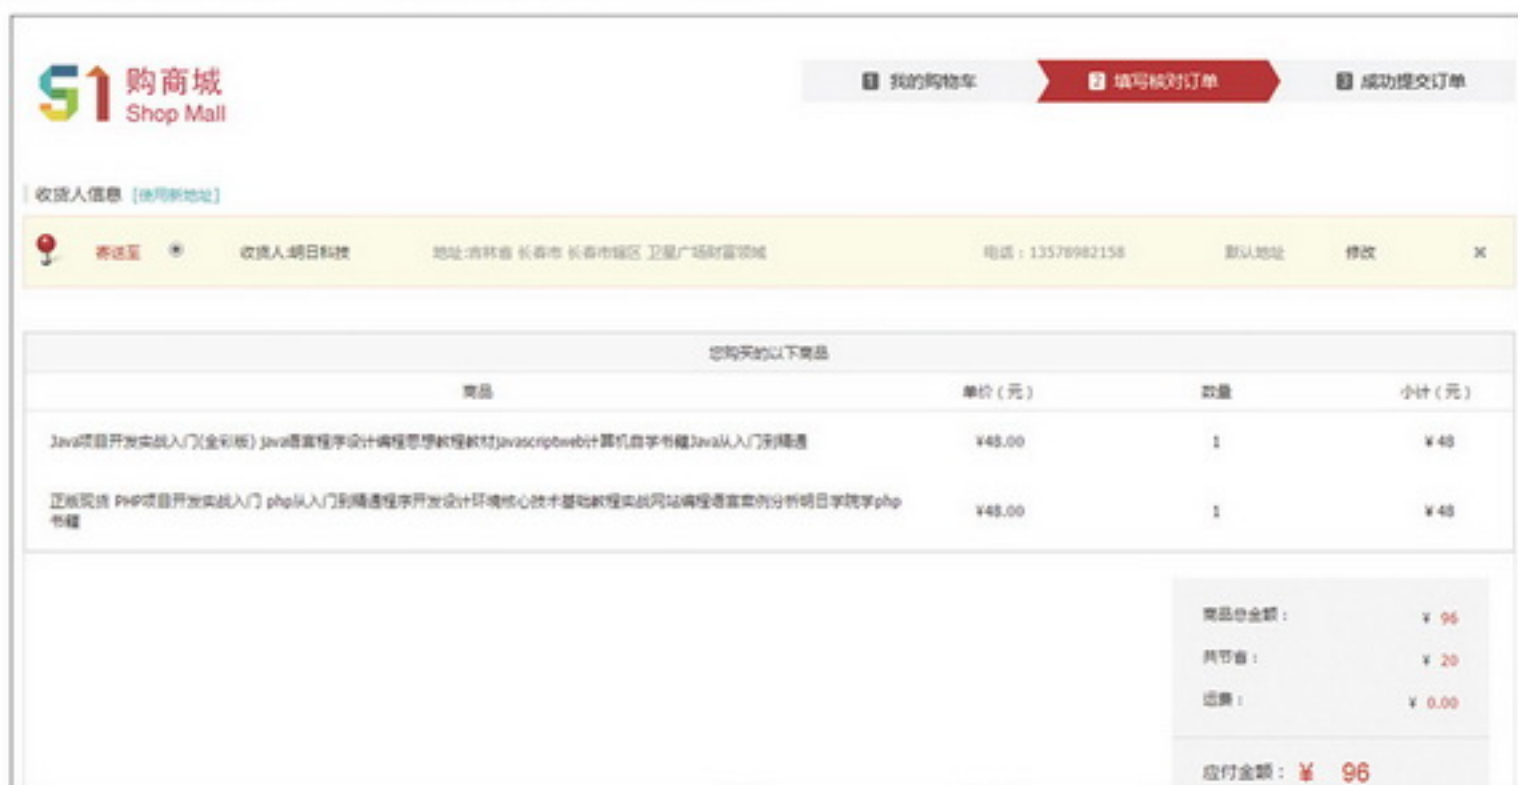 51 购商城
Shop Mall
1 我的购物车 2 填写核对订单 3 成功提交订单
收货人信息 [使用新地址]
寄送至 收货人:明日科技 地址:吉林省 长春市 长春市辖区 卫星广场财富领域 电话：13578982158 默认地址 修改 ×
您购买的以下商品
商品 单价（元） 数量 小计（元）
Java项目开发实战入门(全彩版) java语言程序设计编程思想教程教材javascriptweb计算机自学书籍Java从入门到精通 ¥48.00 1 ¥ 48
正版现货 PHP项目开发实战入门 php从入门到精通程序开发设计环境核心技术基础教程实战网站编程语言案例分析明日学院学php
书籍 ¥48.00 1 ¥ 48
商品总金额： ¥ 96
共节省： ¥ 20
运费： ¥ 0.00
应付金额：¥ 96